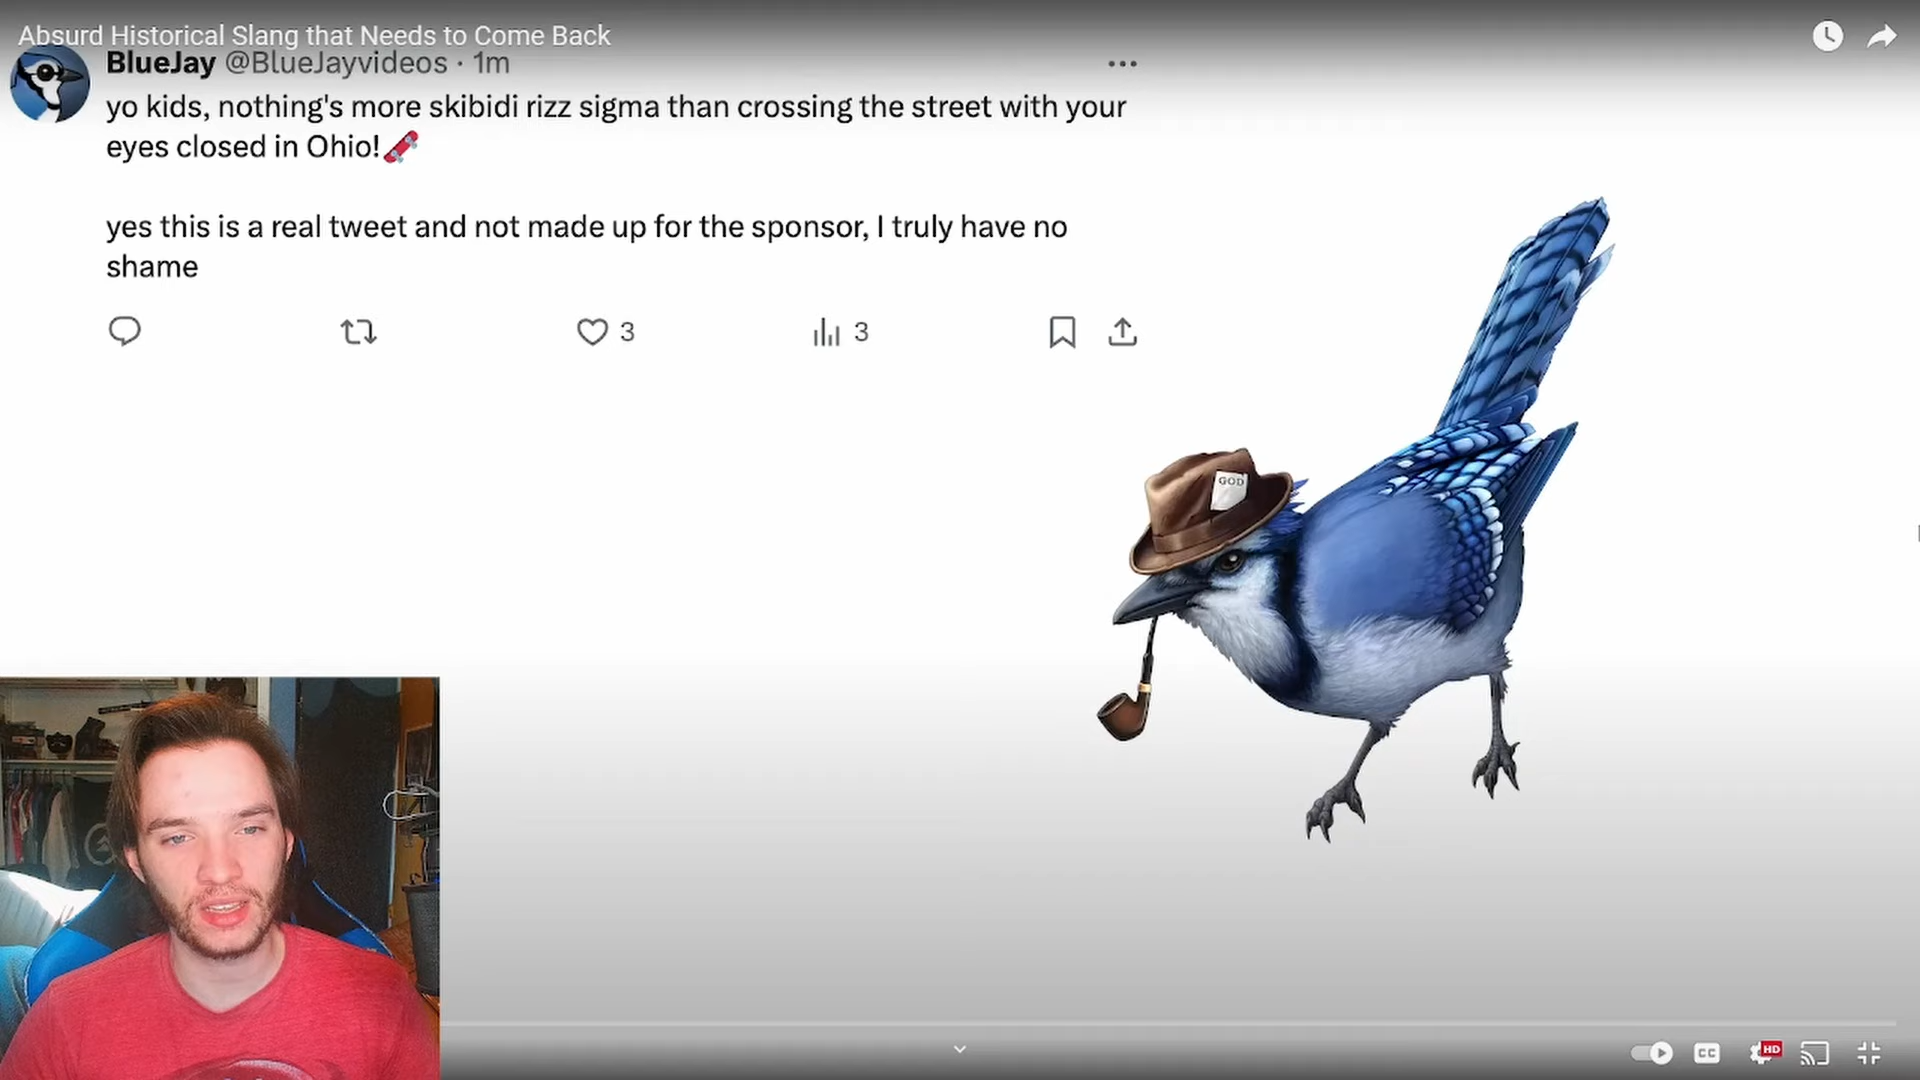 Absurd Historical Slang that Needs to Come Back
BlueJay @BlueJayvideos · 1m
yo kids, nothing's more skibidi rizz sigma than crossing the street with your
eyes closed in Ohio!🛹
yes this is a real tweet and not made up for the sponsor, I truly have no
shame
3 3
GOD
CC HD